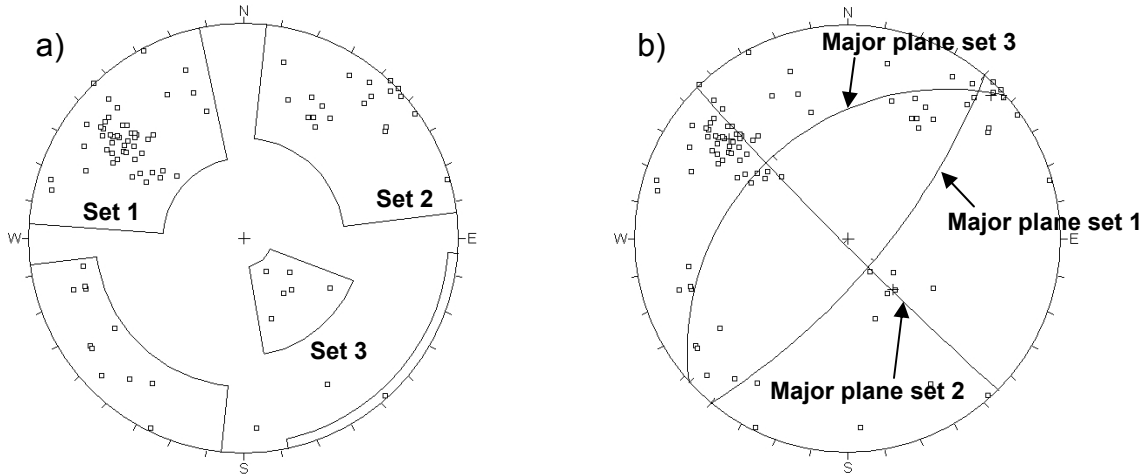 a)
N
W
E
S
Set 1
Set 2
Set 3
b)
N
W
E
S
Major plane set 3
Major plane set 1
Major plane set 2